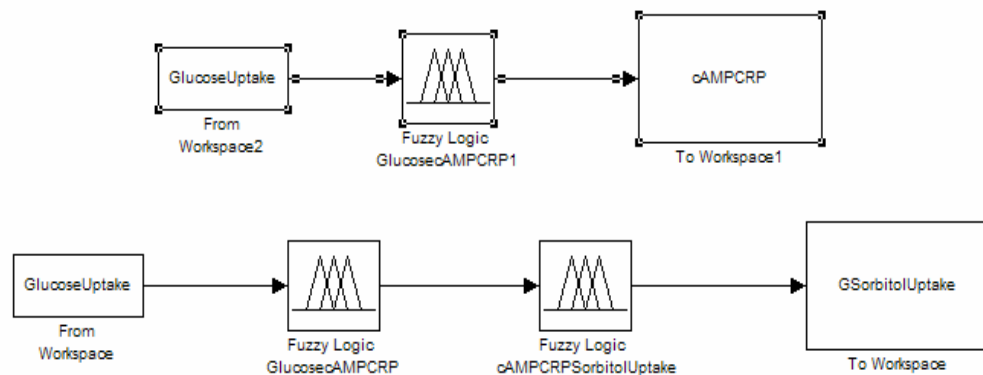 GlucoseUptake
From
Workspace2
Fuzzy Logic
GlucosecAMPCRP1
cAMPCRP
To Workspace1
GlucoseUptake
From
Workspace
Fuzzy Logic
GlucosecAMPCRP
Fuzzy Logic
cAMPCRPSorbitolUptake
GSorbitolUptake
To Workspace